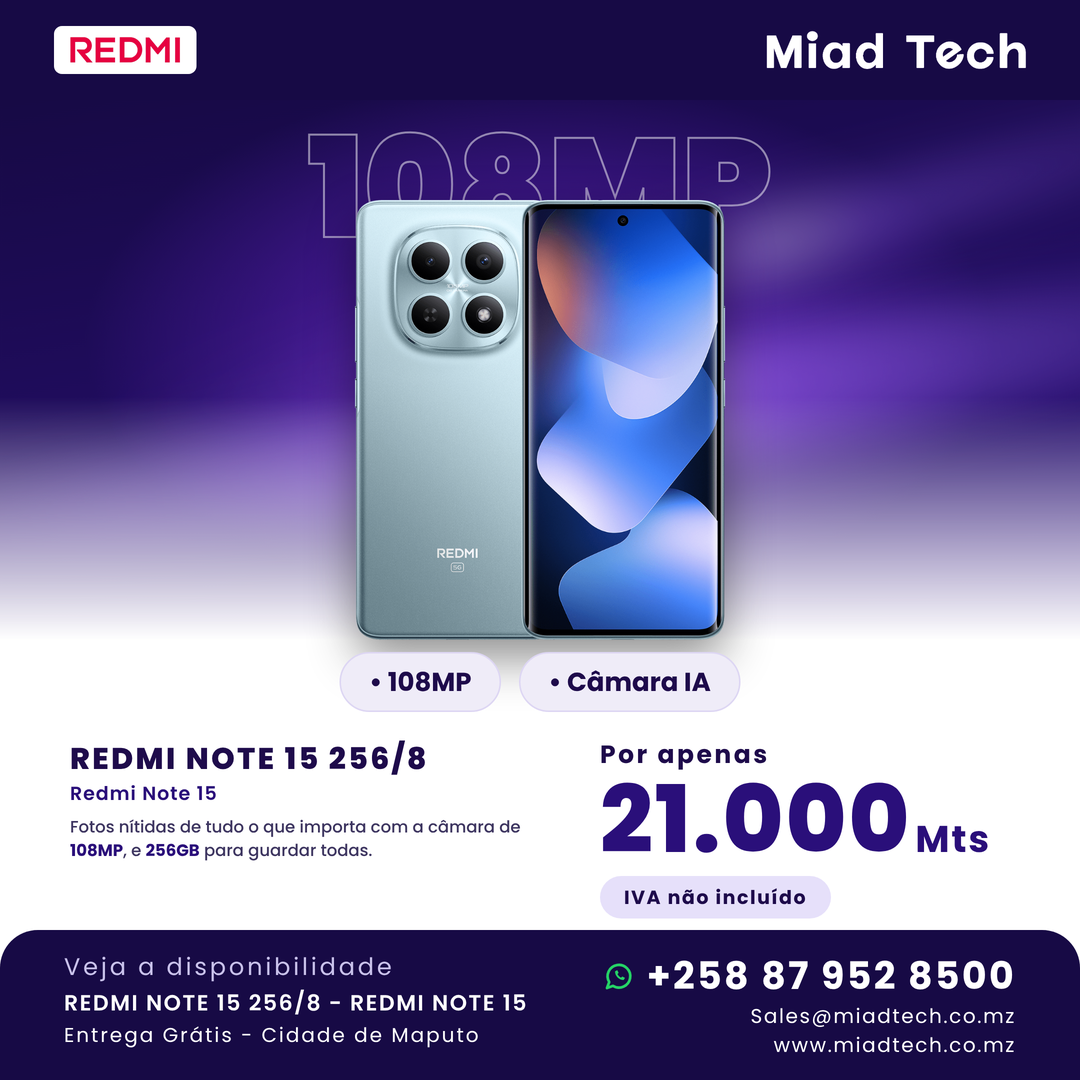 REDMI
Miad Tech
108MP
REDMI
5G
• 108MP
• Câmara IA
REDMI NOTE 15 256/8
Redmi Note 15
Fotos nítidas de tudo o que importa com a câmara de
108MP, e 256GB para guardar todas.
Por apenas
21.000 Mts
IVA não incluído
Veja a disponibilidade
REDMI NOTE 15 256/8 - REDMI NOTE 15
Entrega Grátis - Cidade de Maputo
+258 87 952 8500
Sales@miadtech.co.mz
www.miadtech.co.mz